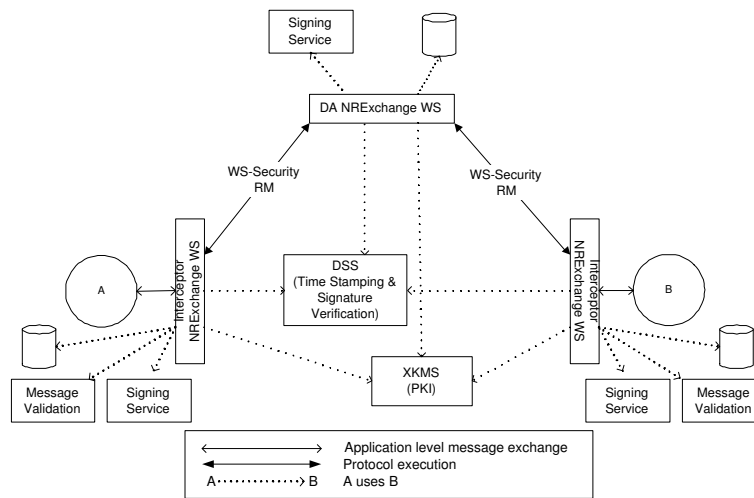 Signing
Service
DA NRExchange WS
WS-Security
RM
WS-Security
RM
A
Interceptor
NRExchange WS
DSS
(Time Stamping &
Signature
Verification)
Interceptor
NRExchange WS
B
XKMS
(PKI)
Message
Validation
Signing
Service
Signing
Service
Message
Validation
Application level message exchange
Protocol execution
A B A uses B